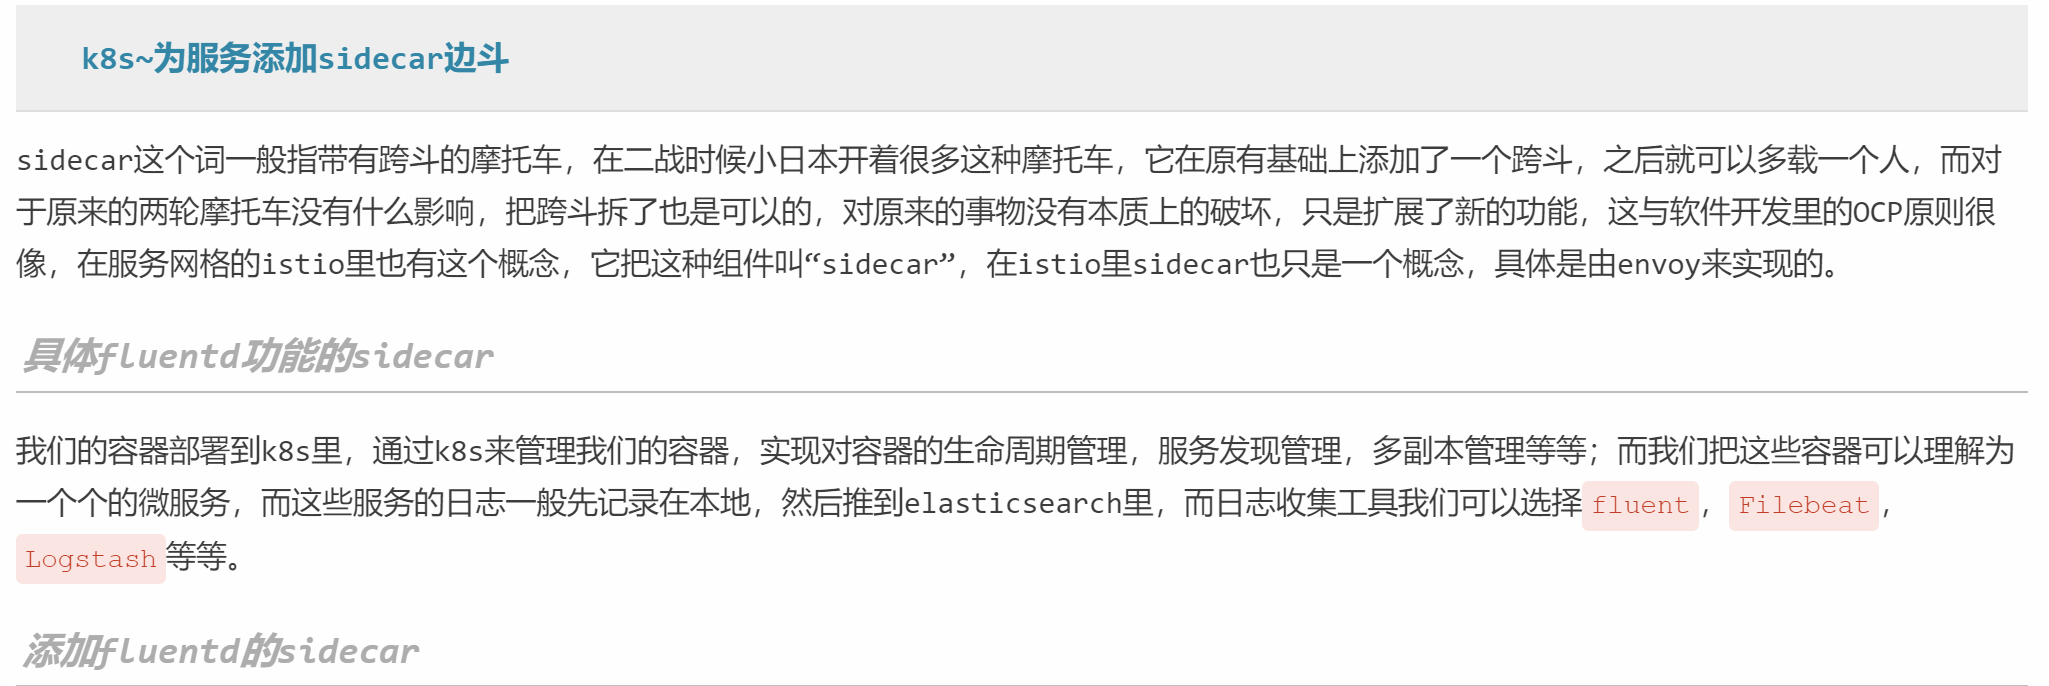 k8s~为服务添加sidecar边斗
sidecar这个词一般指带有跨斗的摩托车，在二战时候小日本开着很多这种摩托车，它在原有基础上添加了一个跨斗，之后就可以多载一个人，而对
于原来的两轮摩托车没有什么影响，把跨斗拆了也是可以的，对原来的事物没有本质上的破坏，只是扩展了新的功能，这与软件开发里的OCP原则很
像，在服务网格的istio里也有这个概念，它把这种组件叫“sidecar”，在istio里sidecar也只是一个概念，具体是由envoy来实现的。
具体fluentd功能的sidecar
我们的容器部署到k8s里，通过k8s来管理我们的容器，实现对容器的生命周期管理，服务发现管理，多副本管理等等；而我们把这些容器可以理解为
一个个的微服务，而这些服务的日志一般先记录在本地，然后推到elasticsearch里，而日志收集工具我们可以选择fluent，Filebeat，
Logstash等等。
添加fluentd的sidecar